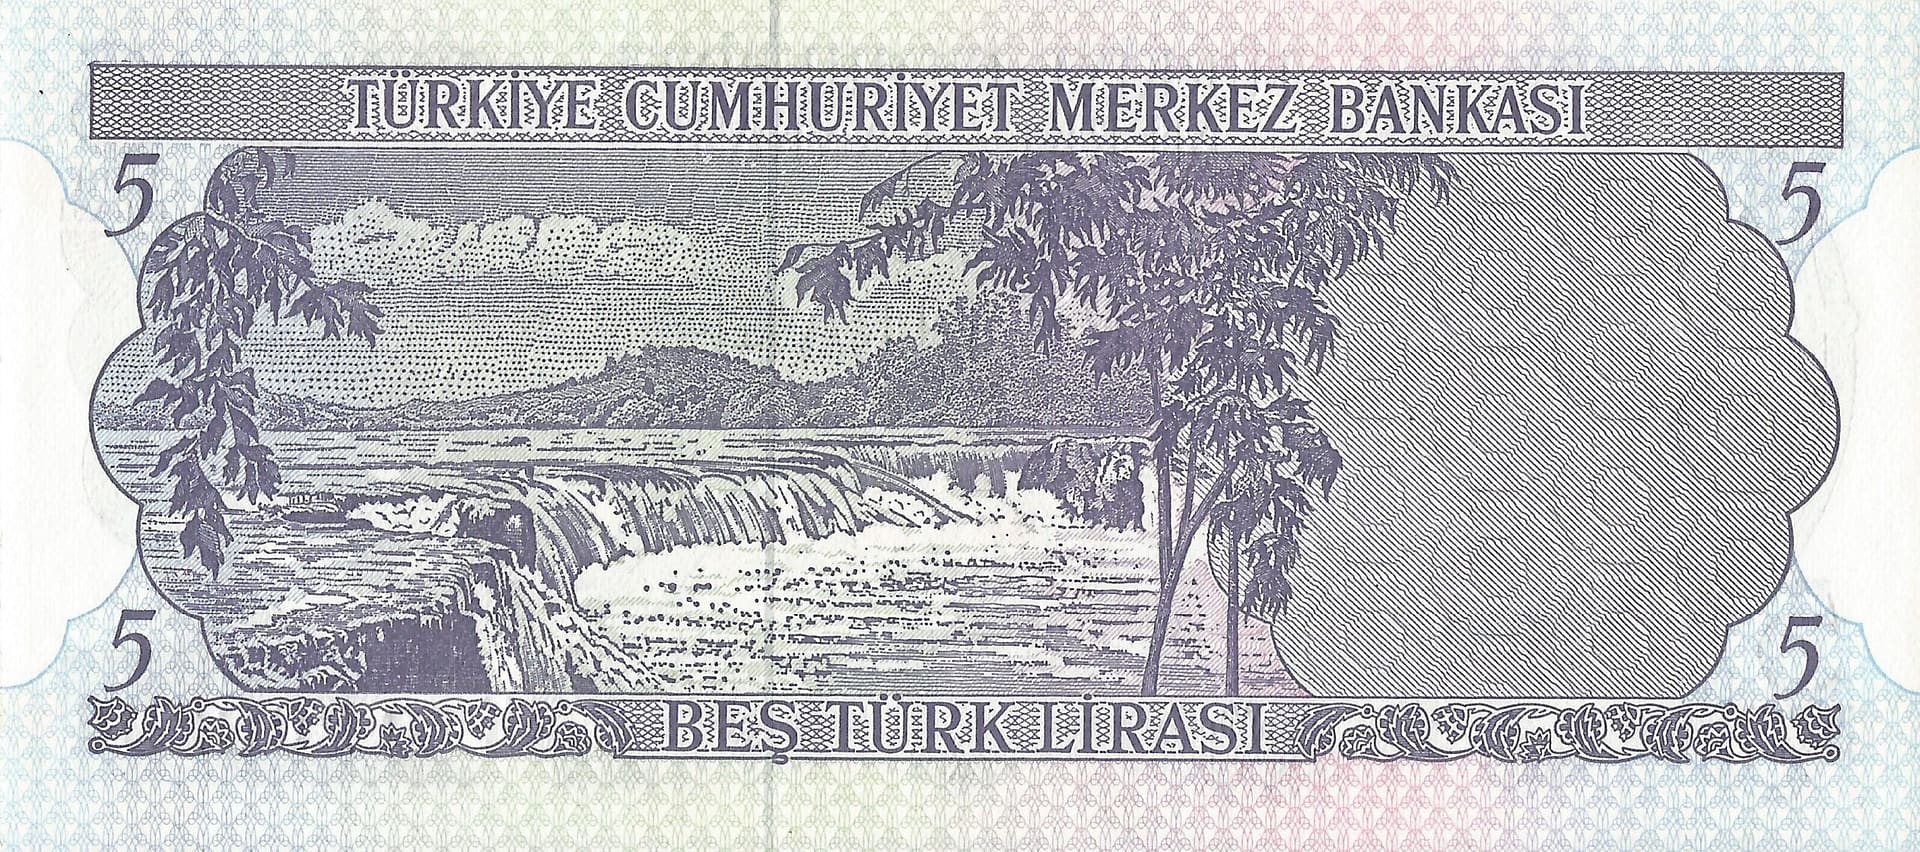 TÜRKİYE CUMHURİYET MERKEZ BANKASI
5 5
5 5
BEŞ TÜRK LİRASI